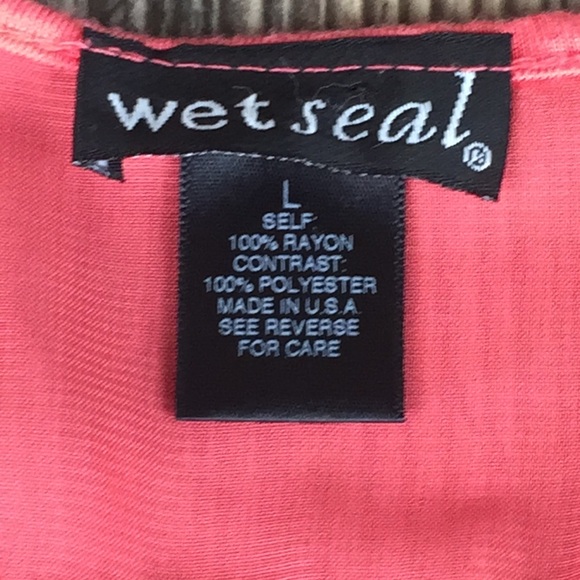 wet seal®
L
SELF:
100% RAYON
CONTRAST:
100% POLYESTER
MADE IN U.S.A.
SEE REVERSE
FOR CARE